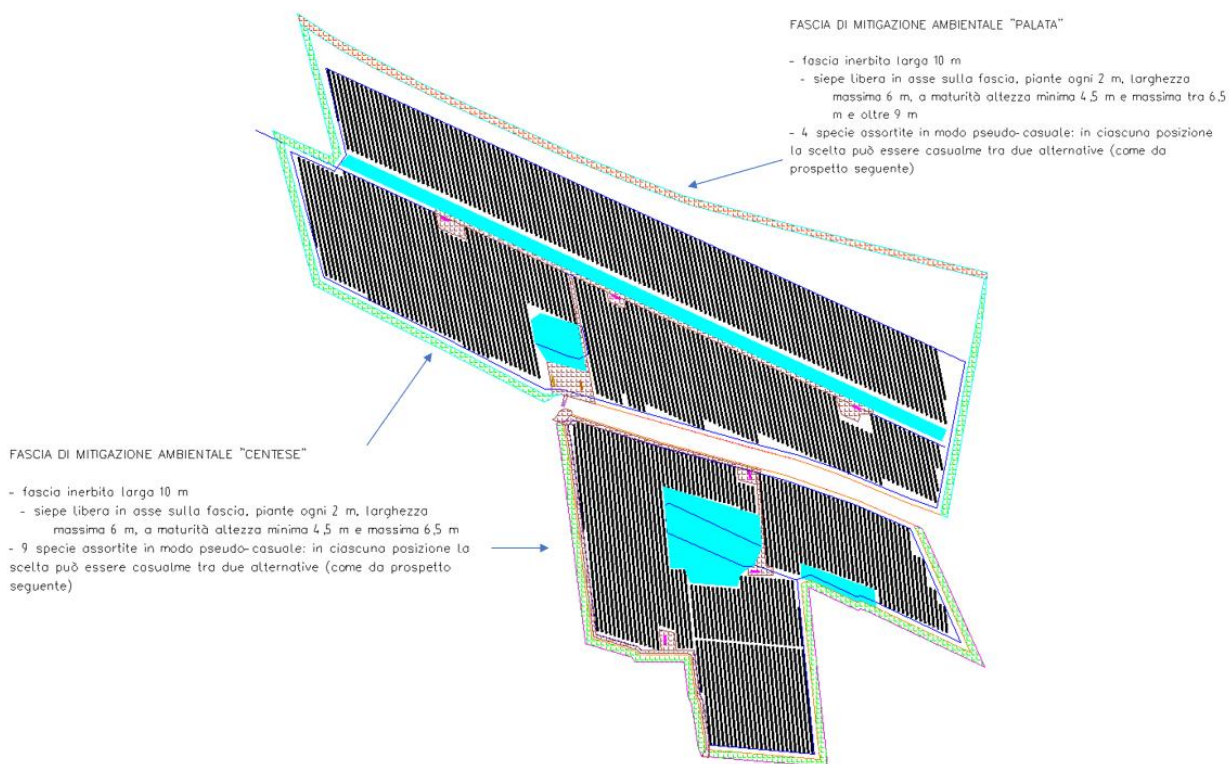 FASCIA DI MITIGAZIONE AMBIENTALE "PALATA"
- fascia inerbita larga 10 m
- siepe libera in asse sulla fascia, piante ogni 2 m, larghezza
massima 6 m, a maturità altezza minima 4,5 m e massima tra 6.5
m e oltre 9 m
- 4 specie assortite in modo pseudo-casuale: in ciascuna posizione
la scelta può essere casualme tra due alternative (come da
prospetto seguente)
FASCIA DI MITIGAZIONE AMBIENTALE "CENTESE"
- fascia inerbita larga 10 m
- siepe libera in asse sulla fascia, piante ogni 2 m, larghezza
massima 6 m, a maturità altezza minima 4,5 m e massima 6,5 m
- 9 specie assortite in modo pseudo-casuale: in ciascuna posizione la
scelta può essere casualme tra due alternative (come da prospetto
seguente)